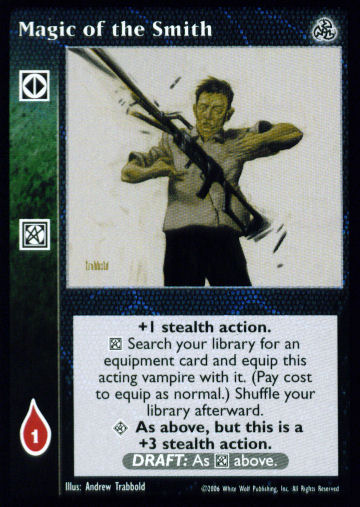 Magic of the Smith
Trabbold
+1 stealth action.
Search your library for an
equipment card and equip this
acting vampire with it. (Pay cost
to equip as normal.) Shuffle your
library afterward.
As above, but this is a
+3 stealth action.
DRAFT: As above.
1
Illus: Andrew Trabbold
©2006 White Wolf Publishing, Inc. All Rights Reserved